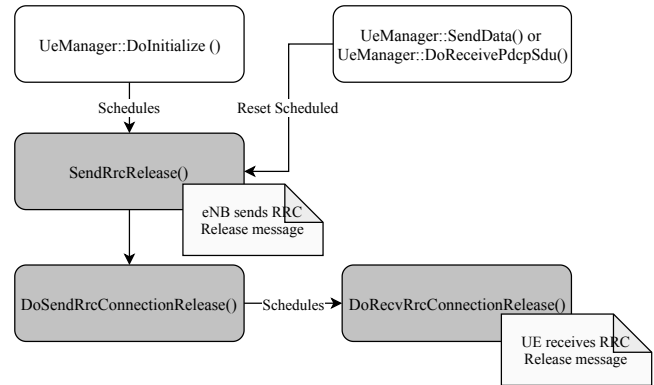 UeManager::DoInitialize ()
UeManager::SendData() or
UeManager::DoReceivePdcpSdu()
Schedules
Reset Scheduled
SendRrcRelease()
eNB sends RRC
Release message
DoSendRrcConnectionRelease()
Schedules
DoRecvRrcConnectionRelease()
UE receives RRC
Release message